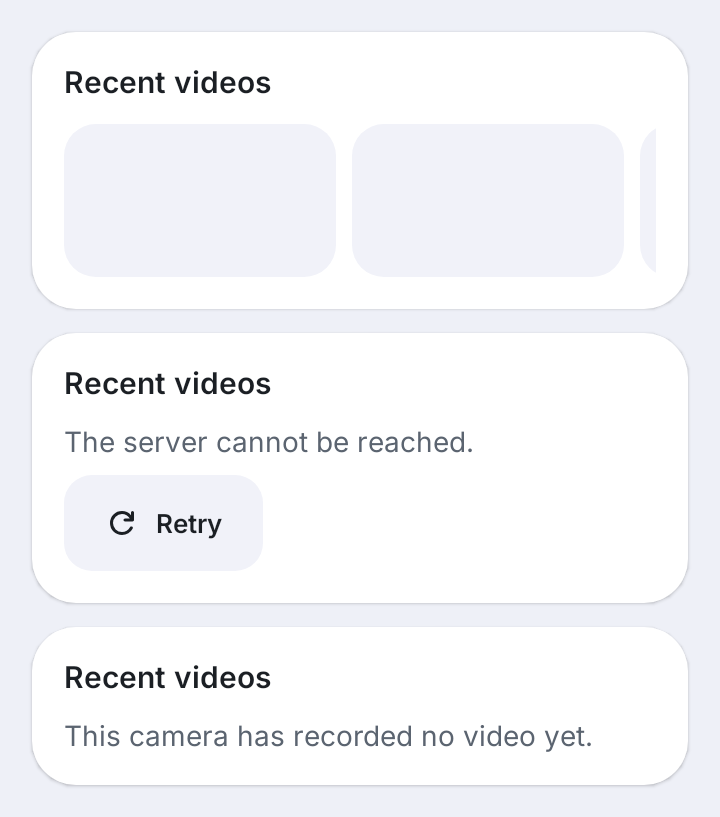 Recent videos
Recent videos
The server cannot be reached.
Retry
Recent videos
This camera has recorded no video yet.